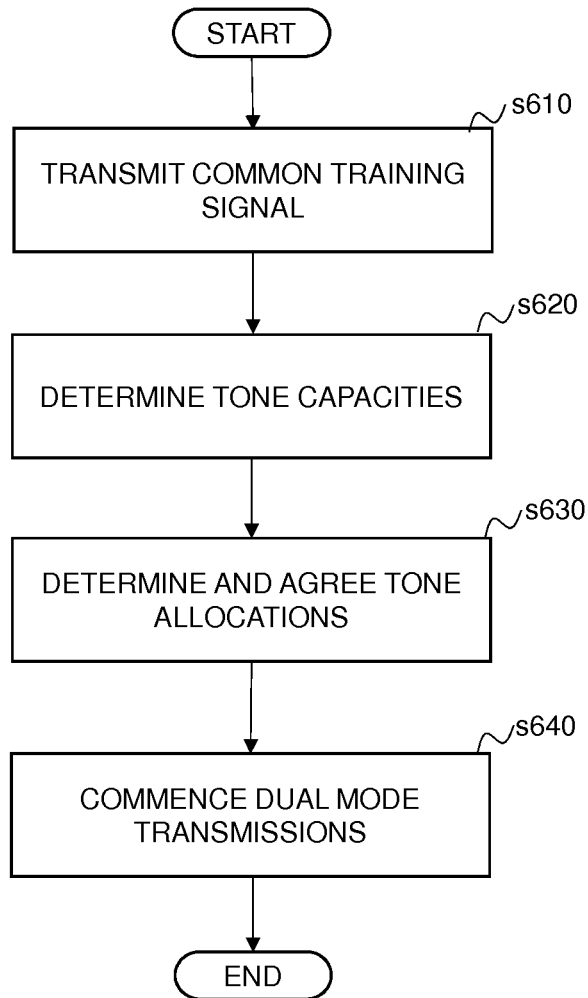 START
s610
TRANSMIT COMMON TRAINING
SIGNAL
s620
DETERMINE TONE CAPACITIES
s630
DETERMINE AND AGREE TONE
ALLOCATIONS
s640
COMMENCE DUAL MODE
TRANSMISSIONS
END